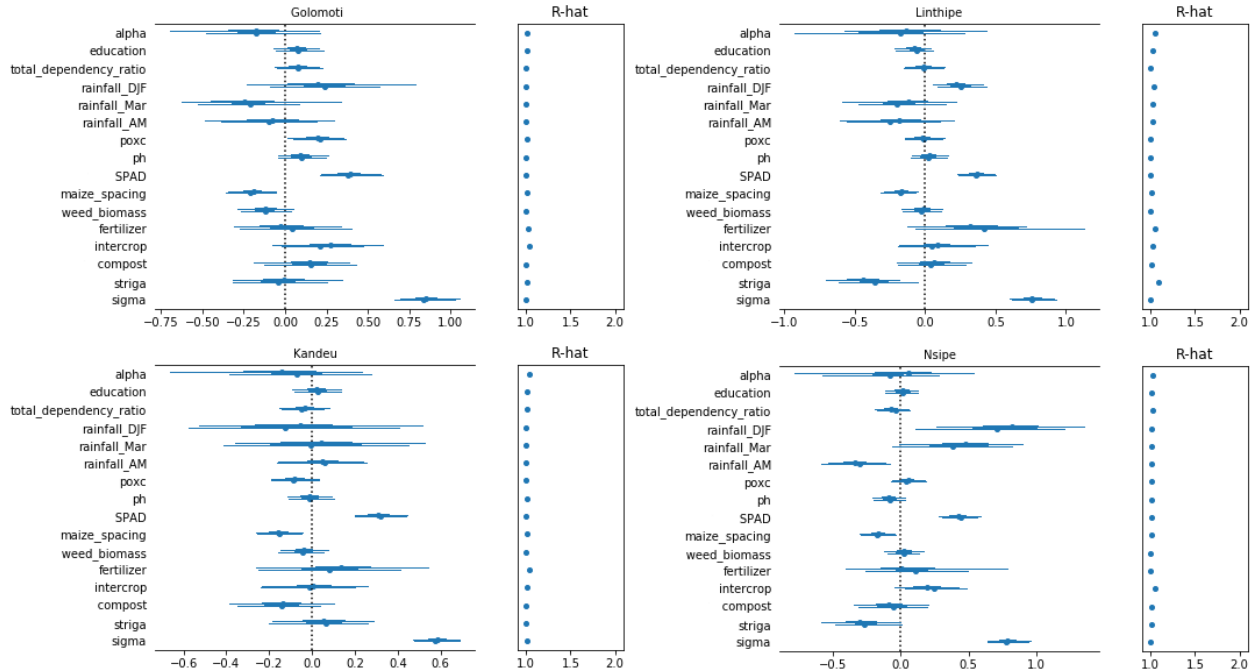 Golomoti
R-hat
alpha
education
total_dependency_ratio
rainfall_DJF
rainfall_Mar
rainfall_AM
poxc
ph
SPAD
maize_spacing
weed_biomass
fertilizer
intercrop
compost
striga
sigma
−0.75 −0.50 −0.25 0.00 0.25 0.50 0.75 1.00
1.0 1.5 2.0
Linthipe
R-hat
alpha
education
total_dependency_ratio
rainfall_DJF
rainfall_Mar
rainfall_AM
poxc
ph
SPAD
maize_spacing
weed_biomass
fertilizer
intercrop
compost
striga
sigma
−1.0 −0.5 0.0 0.5 1.0
1.0 1.5 2.0
Kandeu
R-hat
alpha
education
total_dependency_ratio
rainfall_DJF
rainfall_Mar
rainfall_AM
poxc
ph
SPAD
maize_spacing
weed_biomass
fertilizer
intercrop
compost
striga
sigma
−0.6 −0.4 −0.2 0.0 0.2 0.4 0.6
1.0 1.5 2.0
Nsipe
R-hat
alpha
education
total_dependency_ratio
rainfall_DJF
rainfall_Mar
rainfall_AM
poxc
ph
SPAD
maize_spacing
weed_biomass
fertilizer
intercrop
compost
striga
sigma
−0.5 0.0 0.5 1.0
1.0 1.5 2.0